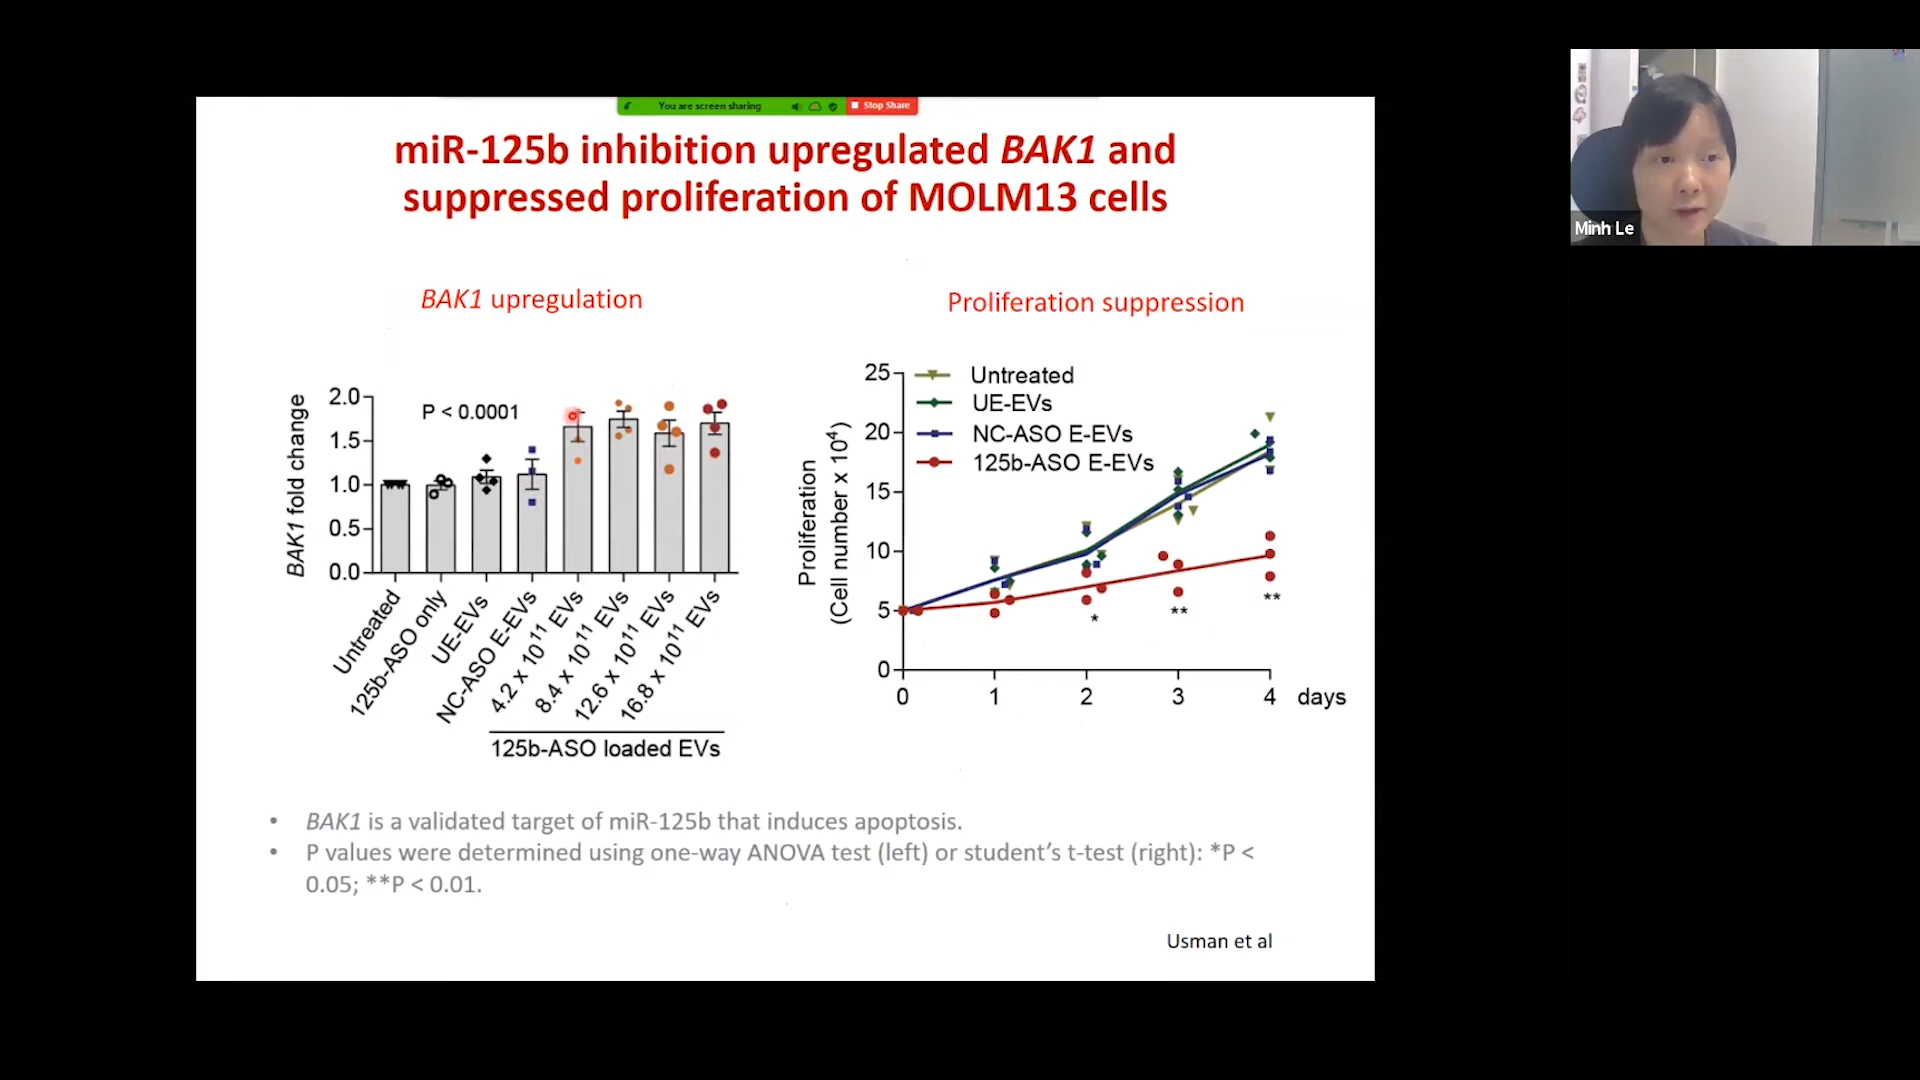 You are screen sharing
Stop Share
miR-125b inhibition upregulated BAK1 and
suppressed proliferation of MOLM13 cells
Minh Le
BAK1 upregulation
Proliferation suppression
BAK1 fold change
2.0
1.5
1.0
0.5
0.0
P < 0.0001
Untreated
125b-ASO only
UE-EVs
NC-ASO E-EVs
4.2 x 10¹¹ EVs
8.4 x 10¹¹ EVs
12.6 x 10¹¹ EVs
16.8 x 10¹¹ EVs
125b-ASO loaded EVs
Proliferation
(Cell number x 10⁴)
25
20
15
10
5
0
Untreated
UE-EVs
NC-ASO E-EVs
125b-ASO E-EVs
*
**
**
0 1 2 3 4 days
• BAK1 is a validated target of miR-125b that induces apoptosis.
• P values were determined using one-way ANOVA test (left) or student’s t-test (right): *P <
0.05; **P < 0.01.
Usman et al